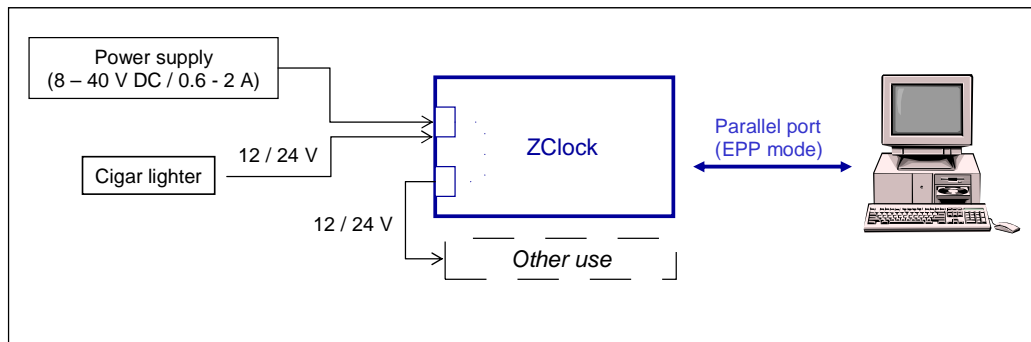 Power supply
(8 – 40 V DC / 0.6 - 2 A)
12 / 24 V
Cigar lighter
ZClock
Parallel port
(EPP mode)
12 / 24 V
Other use